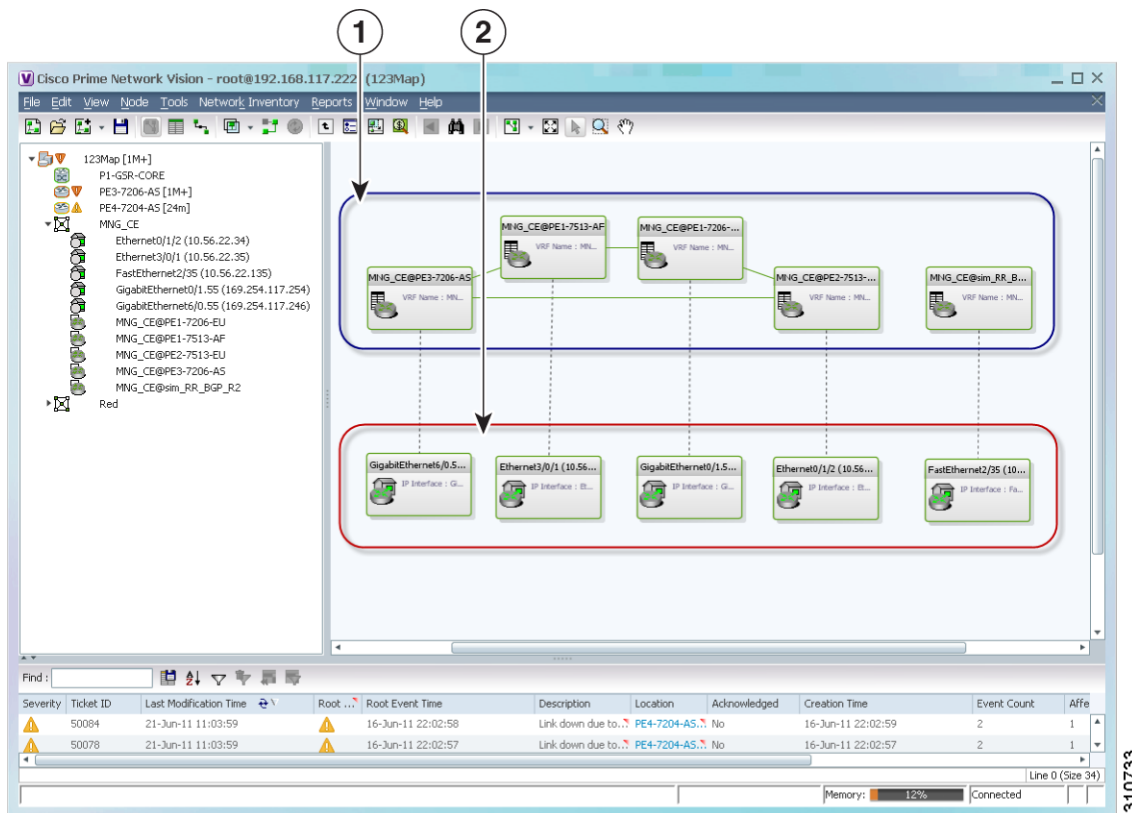 1 2
Cisco Prime Network Vision - root@192.168.117.222 (123Map)
File Edit View Node Tools Network Inventory Reports Window Help
123Map [1M+]
P1-GSR-CORE
PE3-7206-AS [1M+]
PE4-7204-AS [24m]
MNG_CE
Ethernet0/1/2 (10.56.22.34)
Ethernet3/0/1 (10.56.22.35)
FastEthernet2/35 (10.56.22.135)
GigabitEthernet0/1.55 (169.254.117.254)
GigabitEthernet6/0.55 (169.254.117.246)
MNG_CE@PE1-7206-EU
MNG_CE@PE1-7513-AF
MNG_CE@PE2-7513-EU
MNG_CE@PE3-7206-AS
MNG_CE@sim_RR_BGP_R2
Red
MNG_CE@PE1-7513-AF
VRF Name : MN...
MNG_CE@PE1-7206-...
VRF Name : MN...
MNG_CE@PE3-7206-AS
VRF Name : MN...
MNG_CE@PE2-7513-...
VRF Name : MN...
MNG_CE@sim_RR_B...
VRF Name : MN...
GigabitEthernet6/0.5...
IP Interface : Gi...
Ethernet3/0/1 (10.56...
IP Interface : Et...
GigabitEthernet0/1.5...
IP Interface : Gi...
Ethernet0/1/2 (10.56...
IP Interface : Et...
FastEthernet2/35 (10...
IP Interface : Fa...
Find :
Severity Ticket ID Last Modification Time Root ... Root Event Time Description Location Acknowledged Creation Time Event Count Affe
50084 21-Jun-11 11:03:59 16-Jun-11 22:02:58 Link down due to.. PE4-7204-AS.. No 16-Jun-11 22:02:59 2 1
50078 21-Jun-11 11:03:59 16-Jun-11 22:02:57 Link down due to.. PE4-7204-AS.. No 16-Jun-11 22:02:57 2 1
Line 0 (Size 34)
Memory: 12% Connected
310733